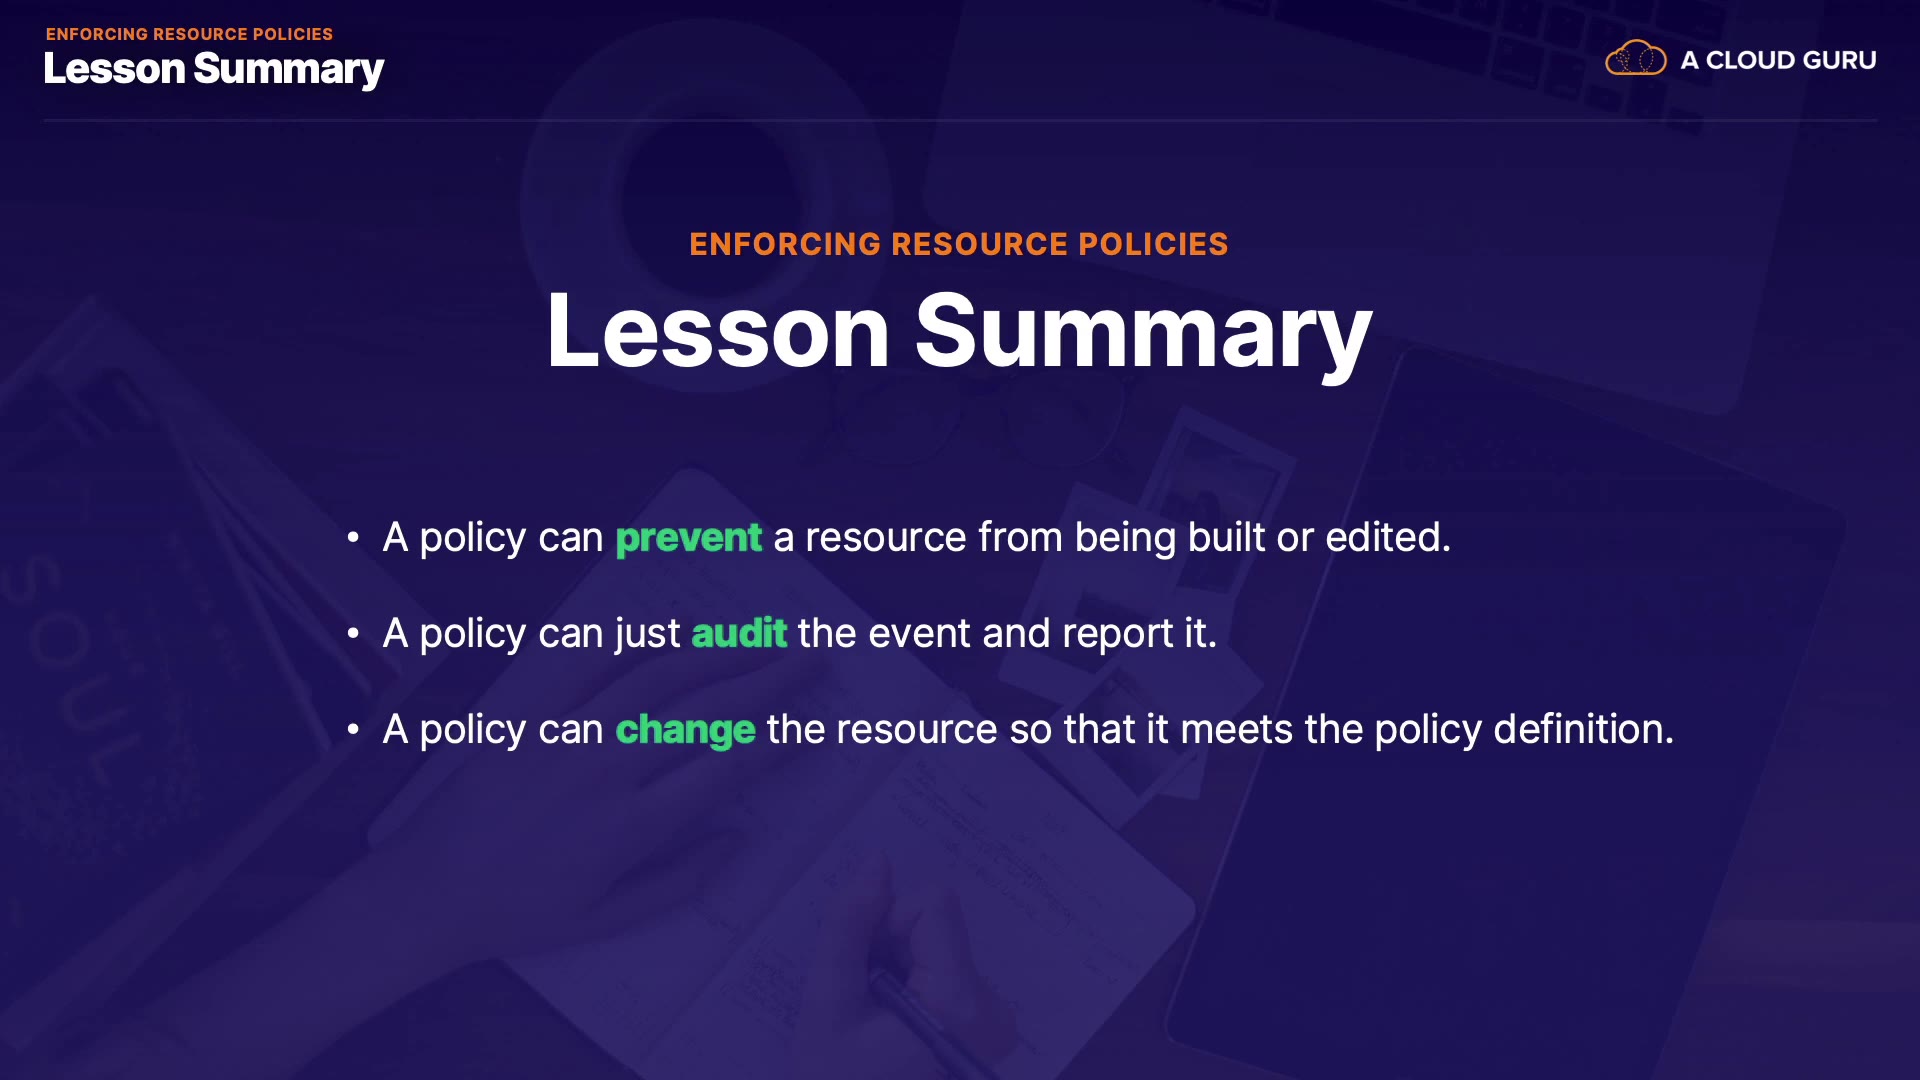 ENFORCING RESOURCE POLICIES
Lesson Summary
A CLOUD GURU
ENFORCING RESOURCE POLICIES
Lesson Summary
• A policy can prevent a resource from being built or edited.
• A policy can just audit the event and report it.
• A policy can change the resource so that it meets the policy definition.
SOUL